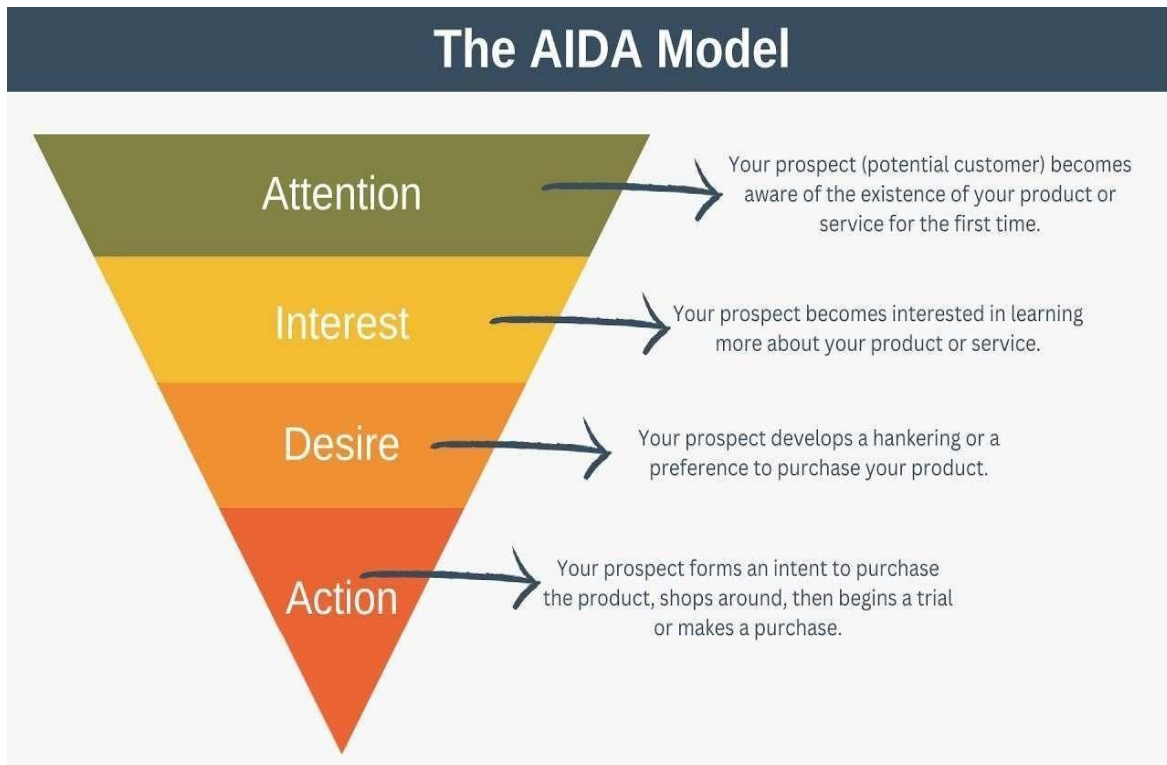 The AIDA Model
Attention
Your prospect (potential customer) becomes
aware of the existence of your product or
service for the first time.
Interest
Your prospect becomes interested in learning
more about your product or service.
Desire
Your prospect develops a hankering or a
preference to purchase your product.
Action
Your prospect forms an intent to purchase
the product, shops around, then begins a trial
or makes a purchase.